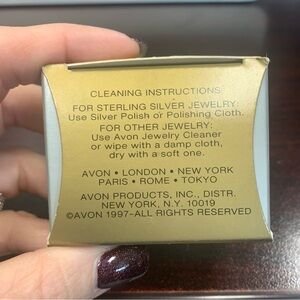 CLEANING INSTRUCTIONS:
FOR STERLING SILVER JEWELRY:
Use Silver Polish or Polishing Cloth.
FOR OTHER JEWELRY:
Use Avon Jewelry Cleaner
or wipe with a damp cloth,
dry with a soft one.
AVON • LONDON • NEW YORK
PARIS • ROME • TOKYO
AVON PRODUCTS, INC., DISTR.
NEW YORK, N.Y. 10019
©AVON 1997–ALL RIGHTS RESERVED